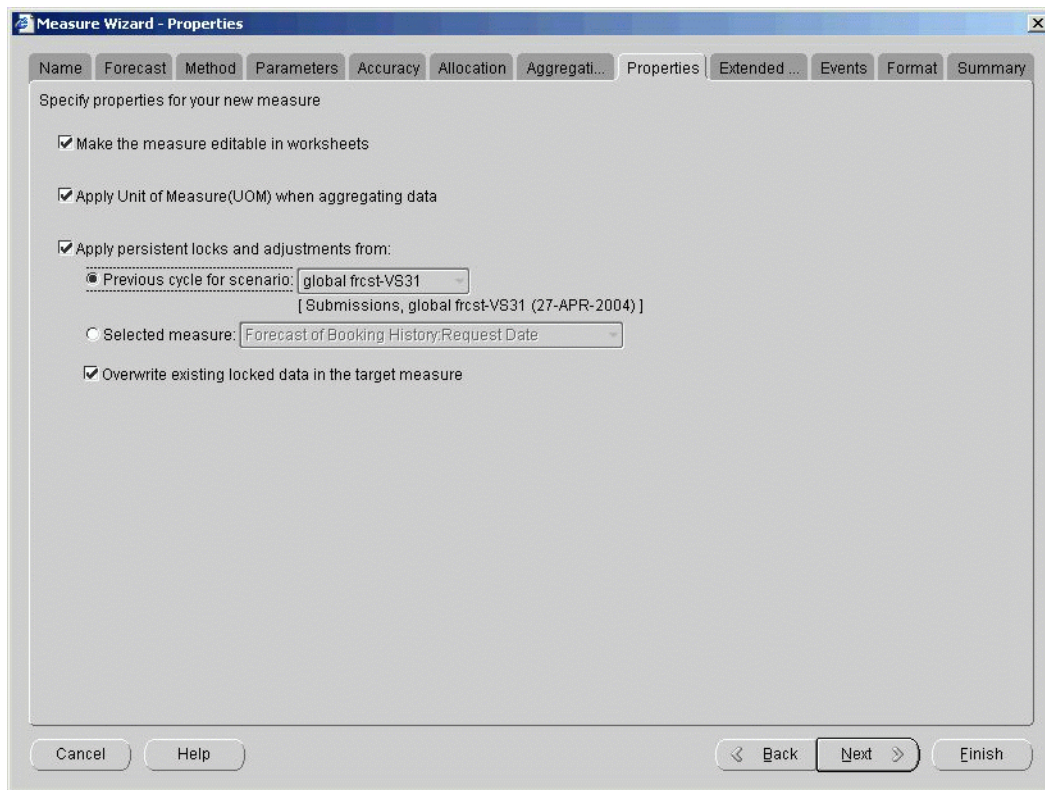 Measure Wizard - Properties
Name Forecast Method Parameters Accuracy Allocation Aggregati... Properties Extended ... Events Format Summary
Specify properties for your new measure
Make the measure editable in worksheets
Apply Unit of Measure(UOM) when aggregating data
Apply persistent locks and adjustments from:
Previous cycle for scenario: global frcst-VS31
[ Submissions, global frcst-VS31 (27-APR-2004) ]
Selected measure: Forecast of Booking History:Request Date
Overwrite existing locked data in the target measure
Cancel Help Back Next Finish